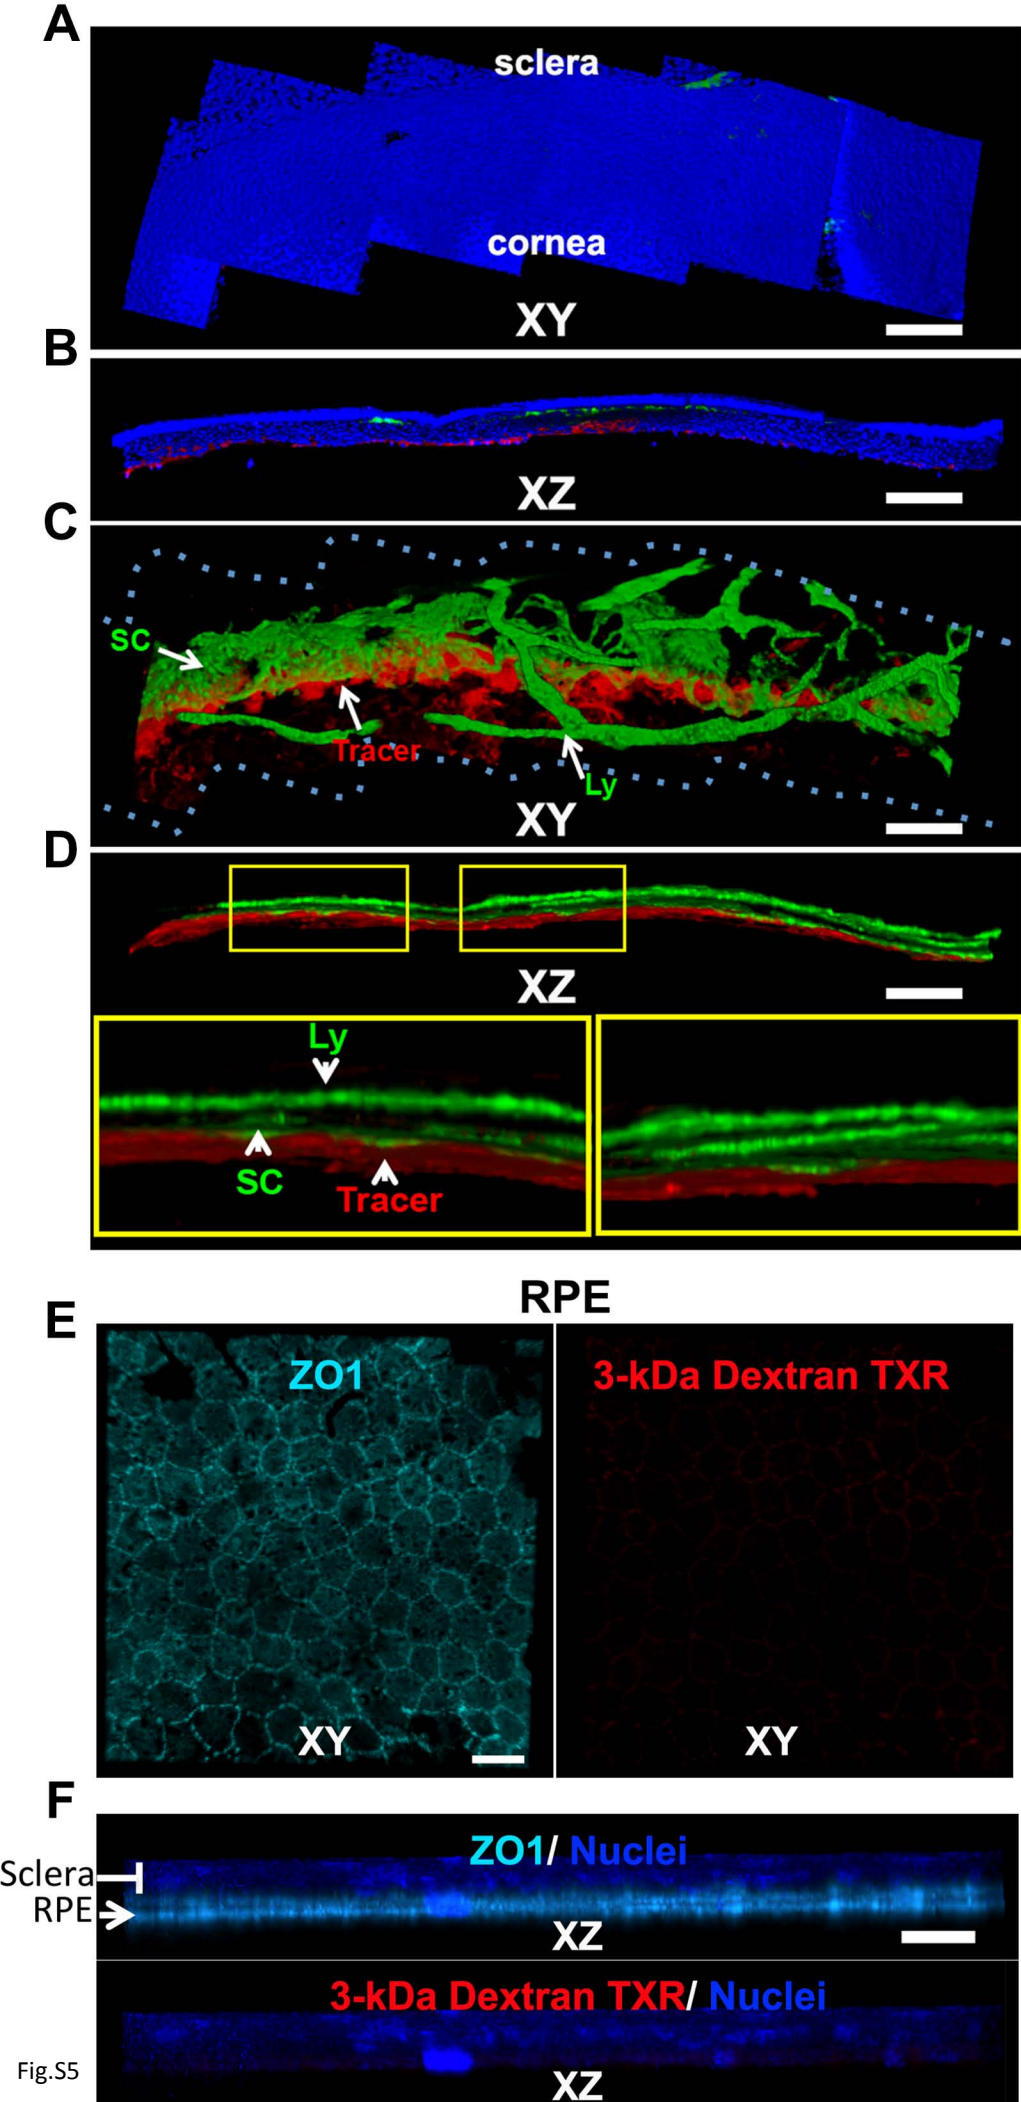 A
sclera
cornea
XY
B
XZ
C
SC
Tracer
Ly
XY
D
XZ
Ly
SC
Tracer
RPE
E
ZO1
3-kDa Dextran TXR
XY
XY
F
ZO1/ Nuclei
Sclera
RPE
XZ
3-kDa Dextran TXR/ Nuclei
Fig.S5
XZ